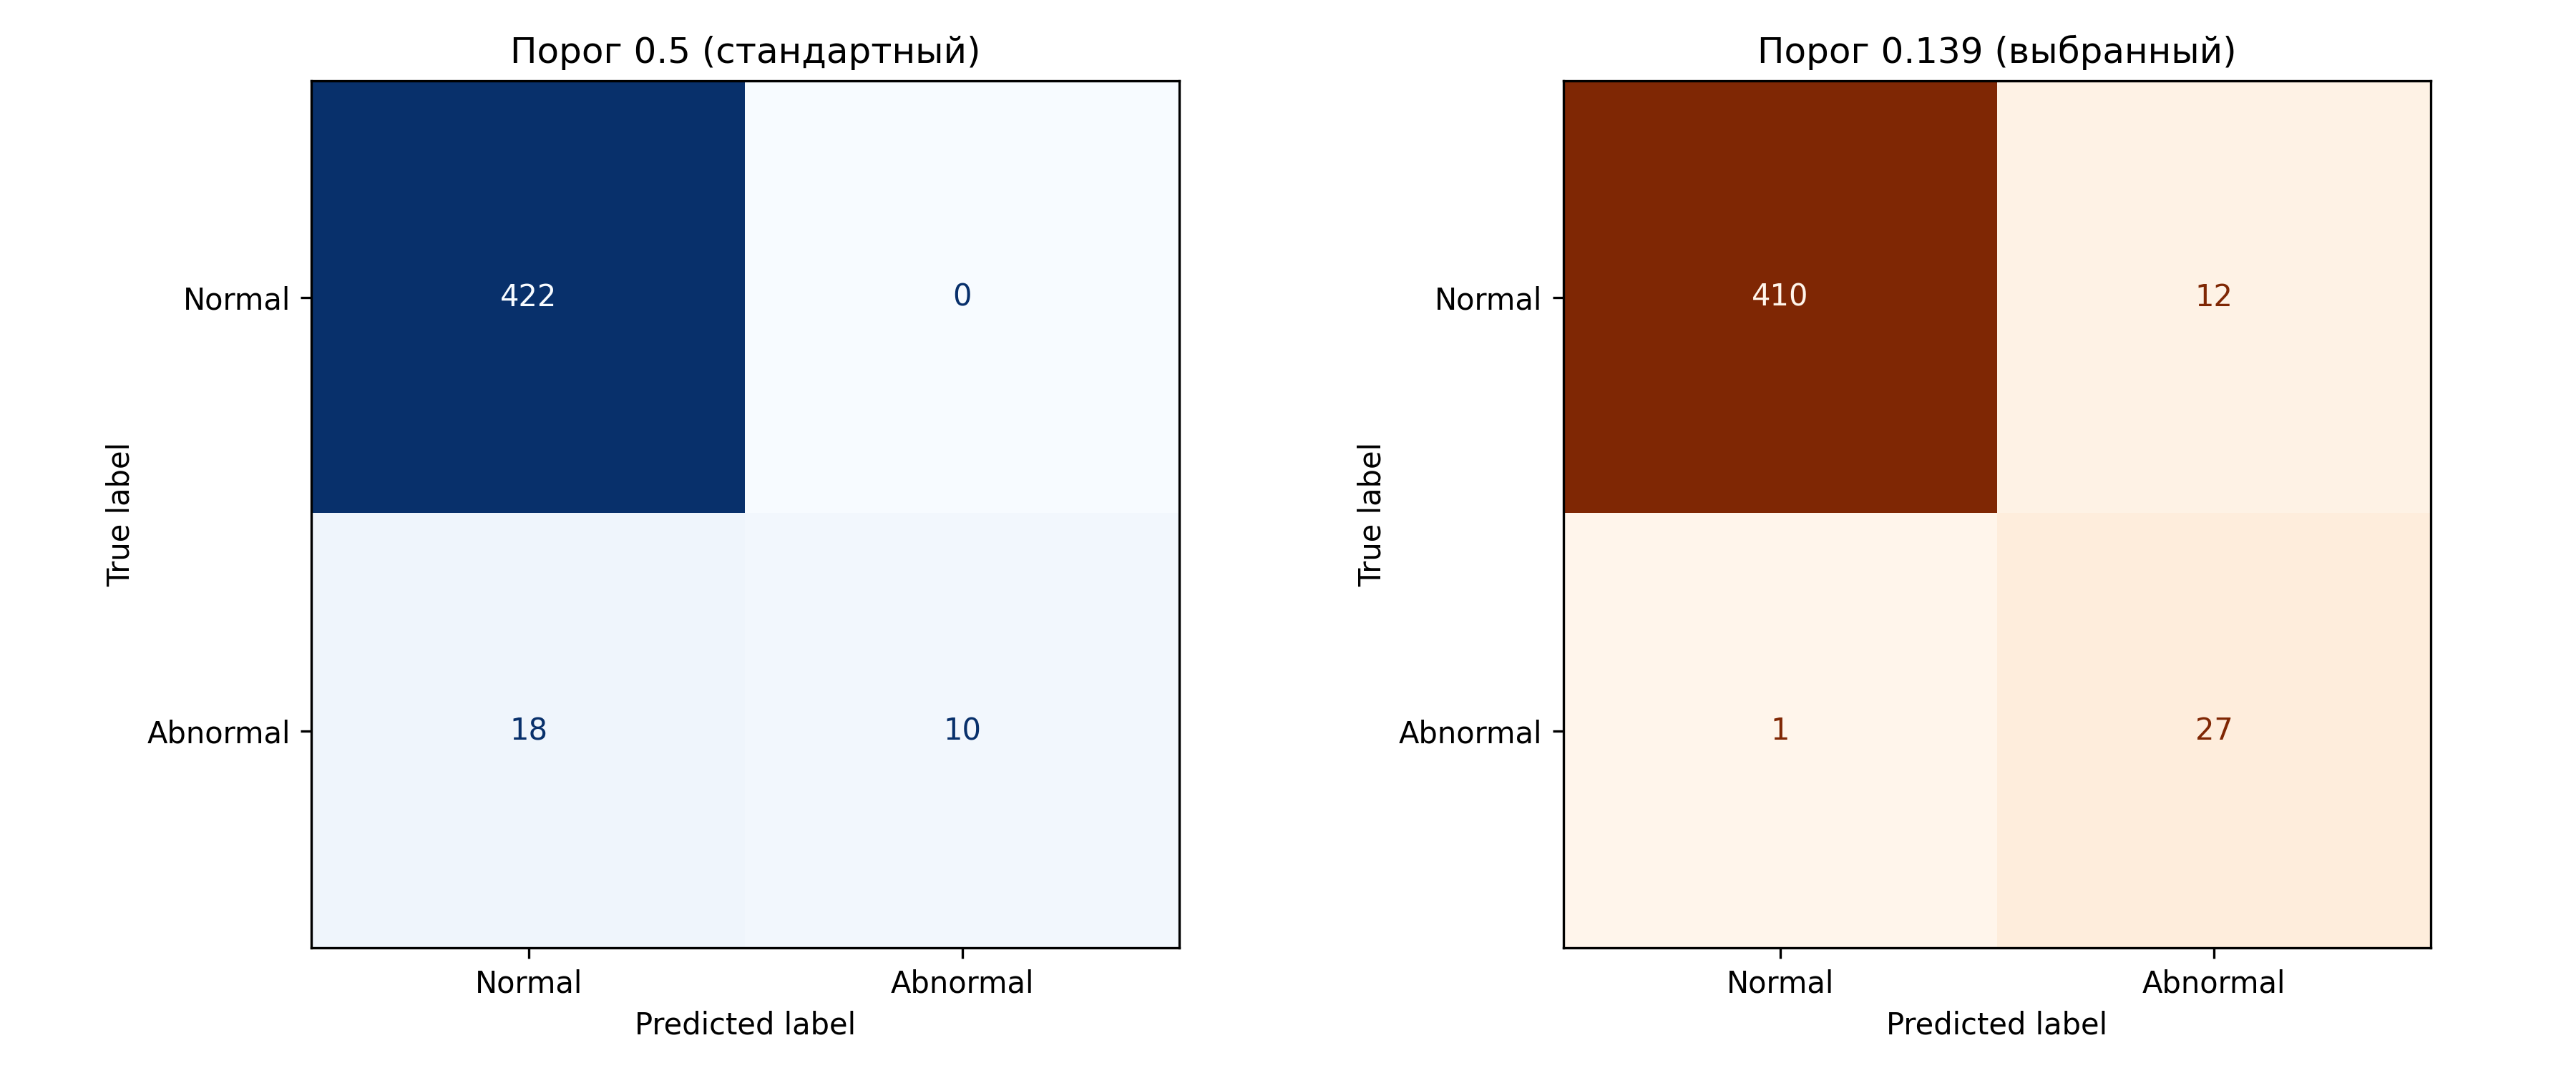 Порог 0.5 (стандартный)
Normal
422
0
Abnormal
18
10
True label
Normal
Abnormal
Predicted label
Порог 0.139 (выбранный)
Normal
410
12
Abnormal
1
27
True label
Normal
Abnormal
Predicted label